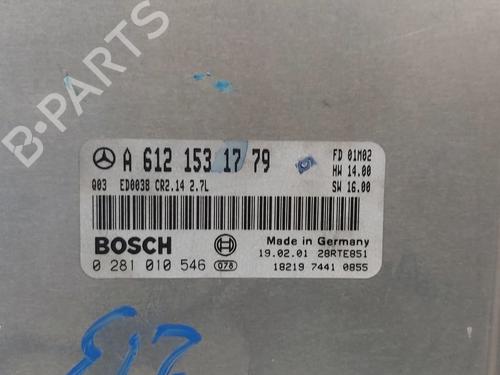 B-PARTS
A 612 153 17 79
FD 01M02
HW 14.00
SW 16.00
Q03 ED003B CR2.14 2.7L
BOSCH
Made in Germany
19.02.01 28RTE851
0 281 010 546 078
18219 7441 0855